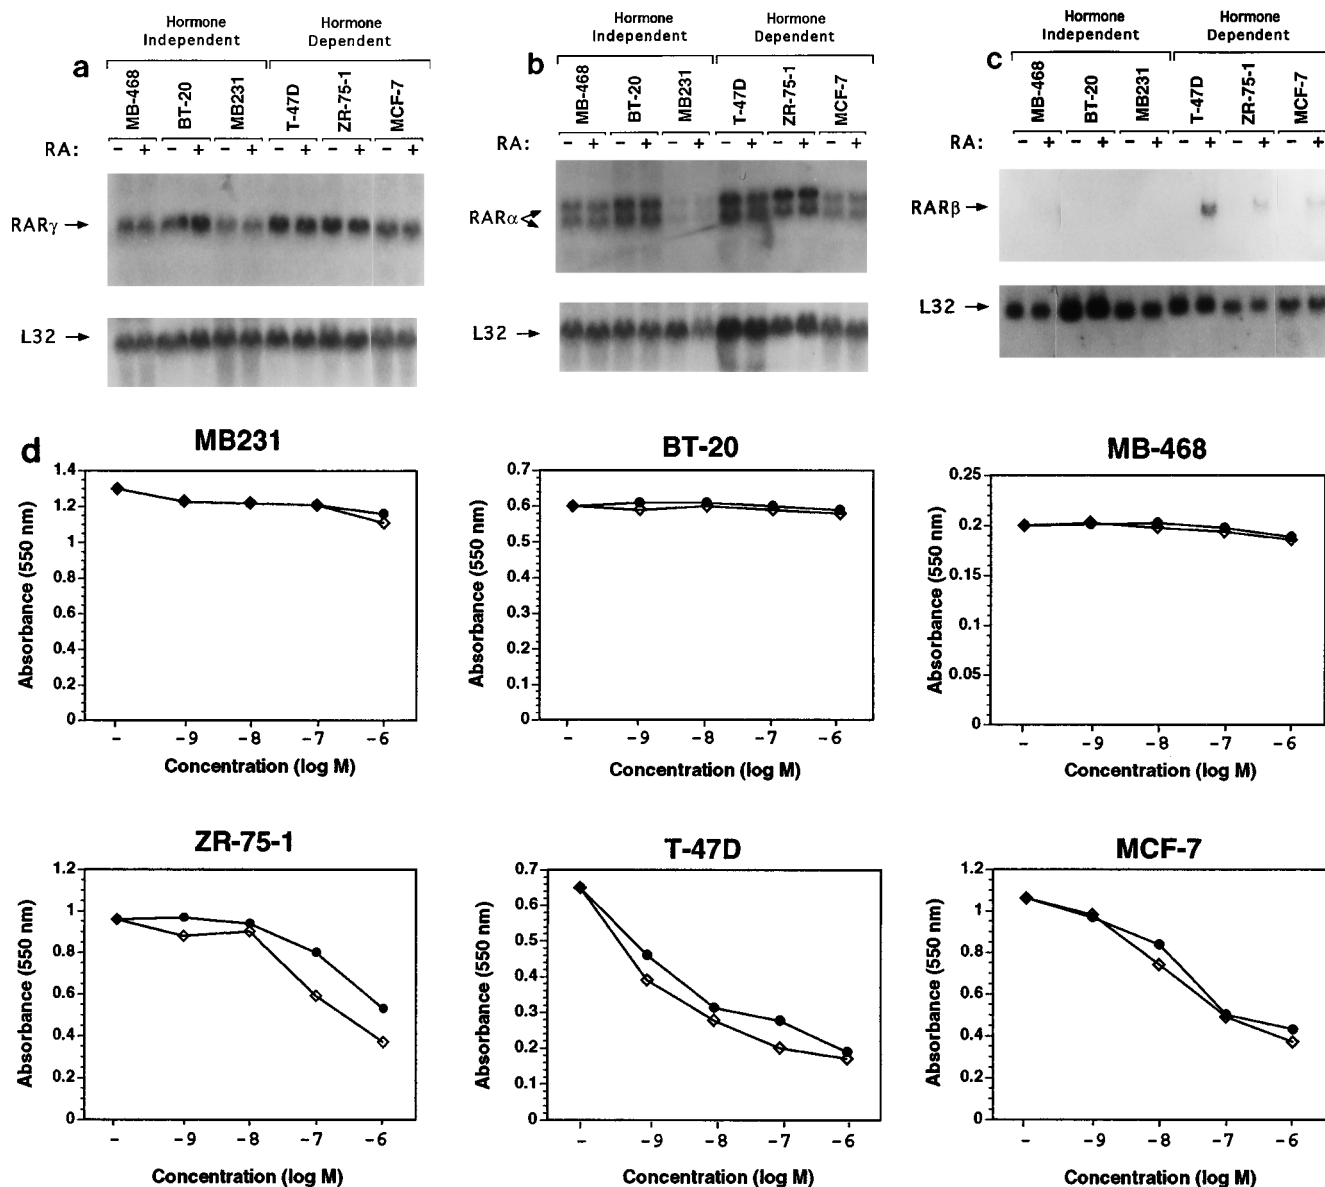 a
Hormone
Independent
Hormone
Dependent
MB-468
BT-20
MB231
T-47D
ZR-75-1
MCF-7
RA: - + - + - + - + - + - +
RARγ
L32
b
Hormone
Independent
Hormone
Dependent
MB-468
BT-20
MB231
T-47D
ZR-75-1
MCF-7
RA: - + - + - + - + - + - +
RARα
L32
c
Hormone
Independent
Hormone
Dependent
MB-468
BT-20
MB231
T-47D
ZR-75-1
MCF-7
RA: - + - + - + - + - + - +
RARβ
L32
d
MB231
Absorbance (550 nm)
1.4
1.2
1
0.8
0.6
0.4
0.2
0
- -9 -8 -7 -6
Concentration (log M)
BT-20
Absorbance (550 nm)
0.7
0.6
0.5
0.4
0.3
0.2
0.1
0
- -9 -8 -7 -6
Concentration (log M)
MB-468
Absorbance (550 nm)
0.25
0.2
0.15
0.1
0.05
0
- -9 -8 -7 -6
Concentration (log M)
ZR-75-1
Absorbance (550 nm)
1.2
1
0.8
0.6
0.4
0.2
0
- -9 -8 -7 -6
Concentration (log M)
T-47D
Absorbance (550 nm)
0.7
0.6
0.5
0.4
0.3
0.2
0.1
0
- -9 -8 -7 -6
Concentration (log M)
MCF-7
Absorbance (550 nm)
1.2
1
0.8
0.6
0.4
0.2
0
- -9 -8 -7 -6
Concentration (log M)